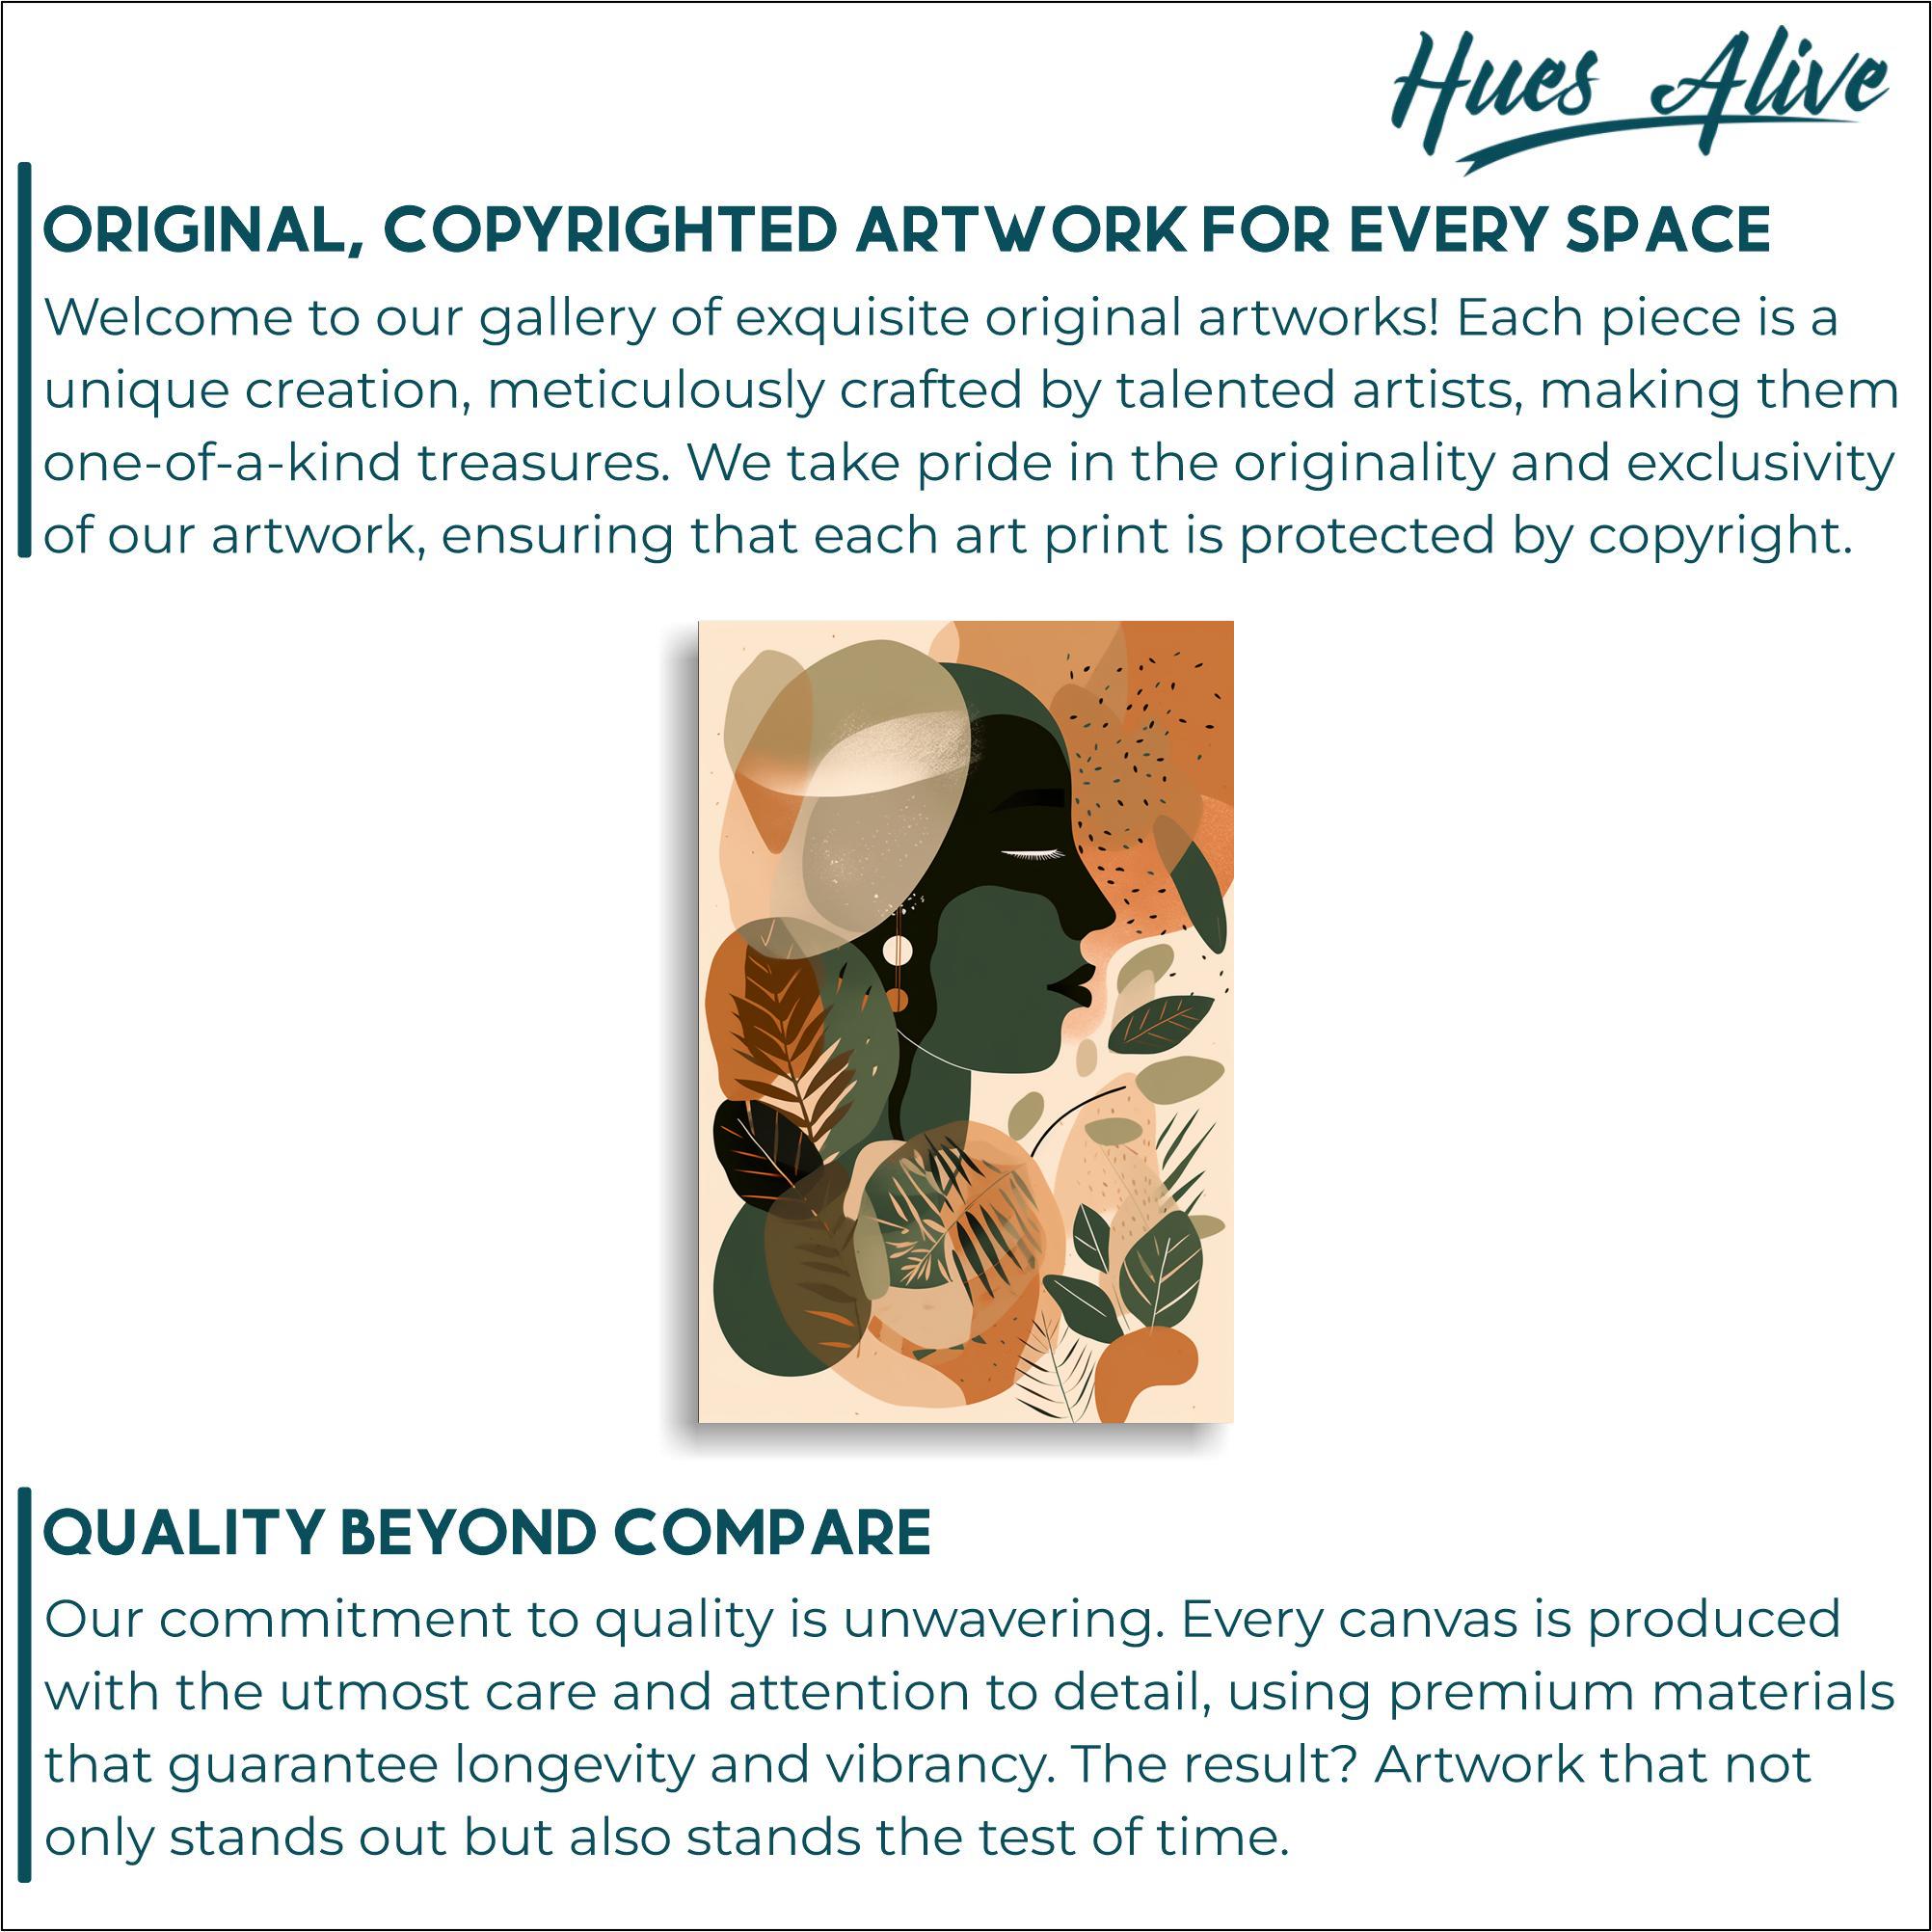 Hues Alive
ORIGINAL, COPYRIGHTED ARTWORK FOR EVERY SPACE
Welcome to our gallery of exquisite original artworks! Each piece is a
unique creation, meticulously crafted by talented artists, making them
one-of-a-kind treasures. We take pride in the originality and exclusivity
of our artwork, ensuring that each art print is protected by copyright.
QUALITY BEYOND COMPARE
Our commitment to quality is unwavering. Every canvas is produced
with the utmost care and attention to detail, using premium materials
that guarantee longevity and vibrancy. The result? Artwork that not
only stands out but also stands the test of time.